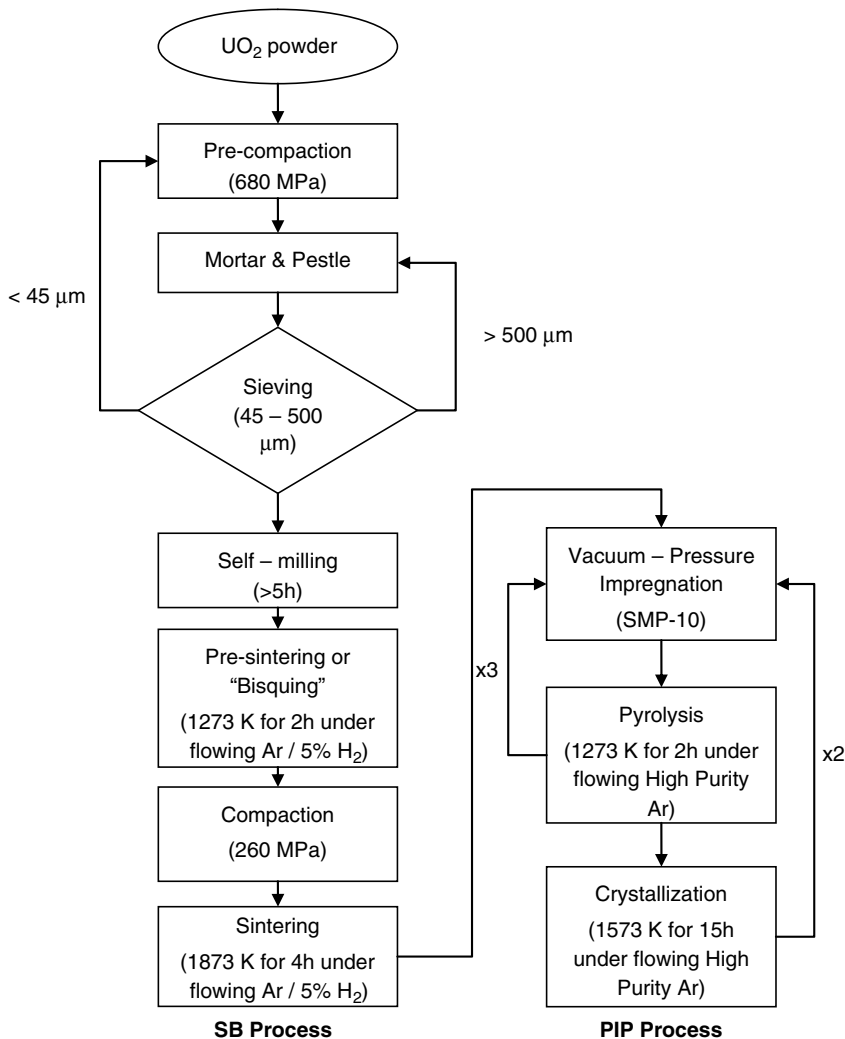 UO₂ powder
Pre-compaction
(680 MPa)
Mortar & Pestle
< 45 μm
> 500 μm
Sieving
(45 – 500
μm)
Self – milling
(>5h)
Pre-sintering or
“Bisquing”
(1273 K for 2h under
flowing Ar / 5% H₂)
Compaction
(260 MPa)
Sintering
(1873 K for 4h under
flowing Ar / 5% H₂)
SB Process
Vacuum – Pressure
Impregnation
(SMP-10)
x3
Pyrolysis
(1273 K for 2h under
flowing High Purity
Ar)
x2
Crystallization
(1573 K for 15h
under flowing High
Purity Ar)
PIP Process